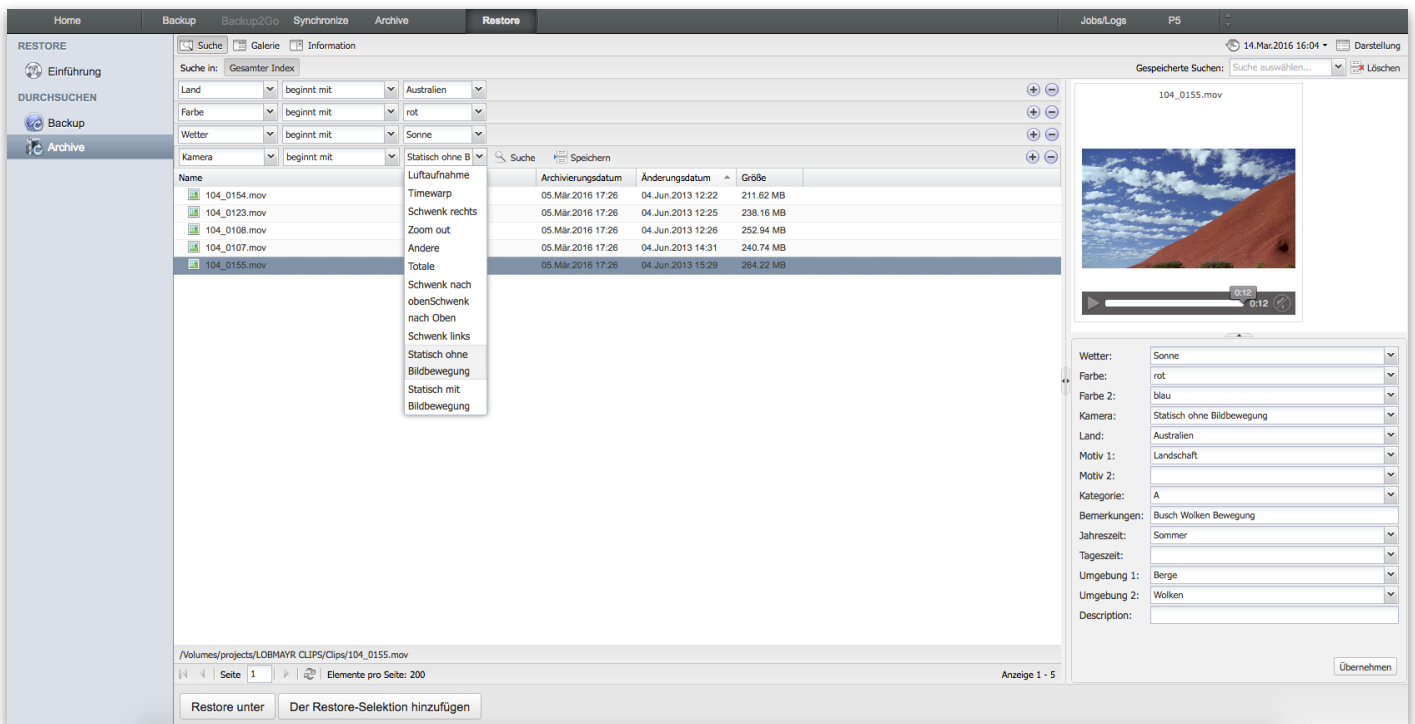 Home Backup Backup2Go Synchronize Archive Restore Jobs/Logs P5
RESTORE
Einführung
DURCHSUCHEN
Backup
Archive
Suche Galerie Information 14.Mar.2016 16:04 Darstellung
Suche in: Gesamter Index Gespeicherte Suchen: Suche auswählen... Löschen
Land beginnt mit Australien
Farbe beginnt mit rot
Wetter beginnt mit Sonne
Kamera beginnt mit Statisch ohne B Suche Speichern
Luftaufnahme
Timewarp
Schwenk rechts
Zoom out
Andere
Totale
Schwenk nach
obenSchwenk
nach Oben
Schwenk links
Statisch ohne
Bildbewegung
Statisch mit
Bildbewegung
Name Archivierungsdatum Änderungsdatum Größe
104_0154.mov 05.Mär.2016 17:26 04.Jun.2013 12:22 211.62 MB
104_0123.mov 05.Mär.2016 17:26 04.Jun.2013 12:25 238.16 MB
104_0108.mov 05.Mär.2016 17:26 04.Jun.2013 12:26 252.94 MB
104_0107.mov 05.Mär.2016 17:26 04.Jun.2013 14:31 240.74 MB
104_0155.mov 05.Mär.2016 17:26 04.Jun.2013 15:29 264.22 MB
104_0155.mov
0:12
0:12
Wetter: Sonne
Farbe: rot
Farbe 2: blau
Kamera: Statisch ohne Bildbewegung
Land: Australien
Motiv 1: Landschaft
Motiv 2:
Kategorie: A
Bemerkungen: Busch Wolken Bewegung
Jahreszeit: Sommer
Tageszeit:
Umgebung 1: Berge
Umgebung 2: Wolken
Description:
Übernehmen
/Volumes/projects/LOBMAYR CLIPS/Clips/104_0155.mov
Seite 1 Elemente pro Seite: 200 Anzeige 1 - 5
Restore unter Der Restore-Selektion hinzufügen